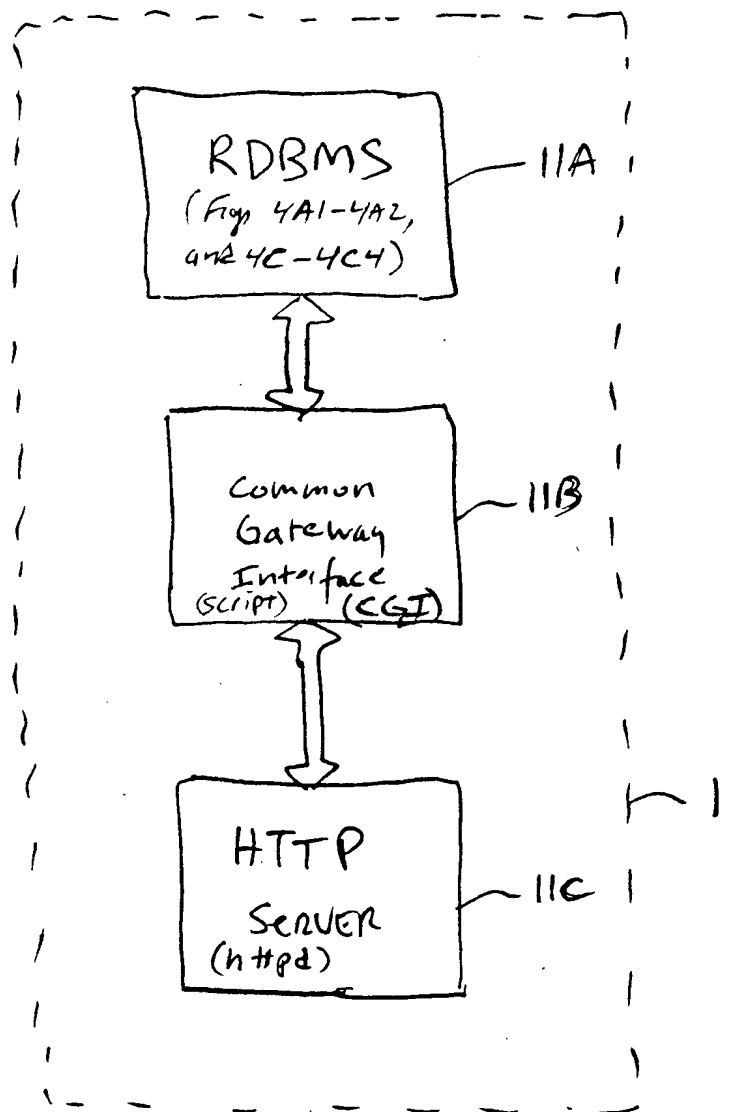 RDBMS
11A
(Figs 4A1-4A2,
and 4C-4C4)
Common
11B
Gateway
Interface
(script) (CGI)
1
HTTP
11C
SERVER
(httpd)